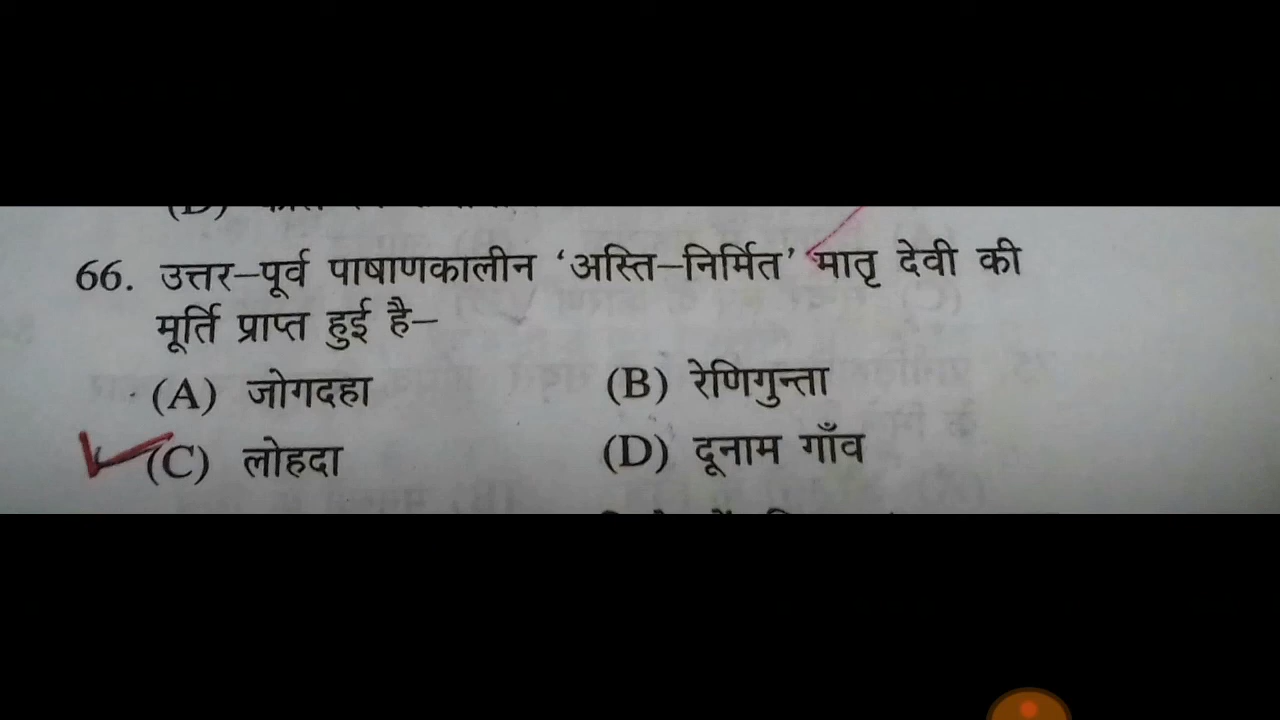 66. उत्तर–पूर्व पाषाणकालीन ‘अस्ति–निर्मित’ मातृ देवी की
मूर्ति प्राप्त हुई है–
(A) जोगदहा (B) रेणिगुन्ता
(C) लोहदा (D) दूनाम गाँव